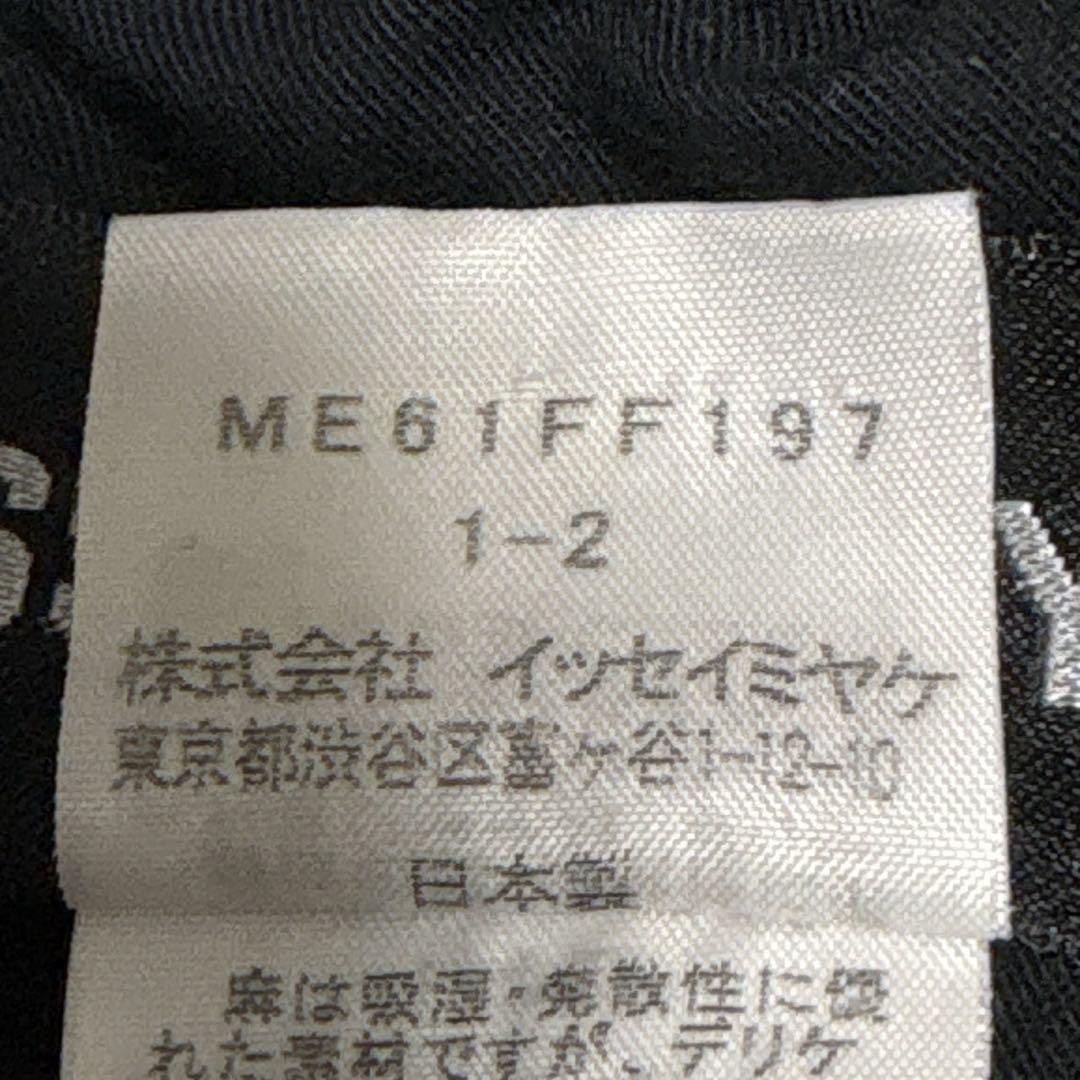 ME61FF197
1-2
株式会社 イッセイミヤケ
東京都渋谷区富ヶ谷1-12-10
日本製
麻は吸湿・発散性に優
れた素材ですが、デリケ